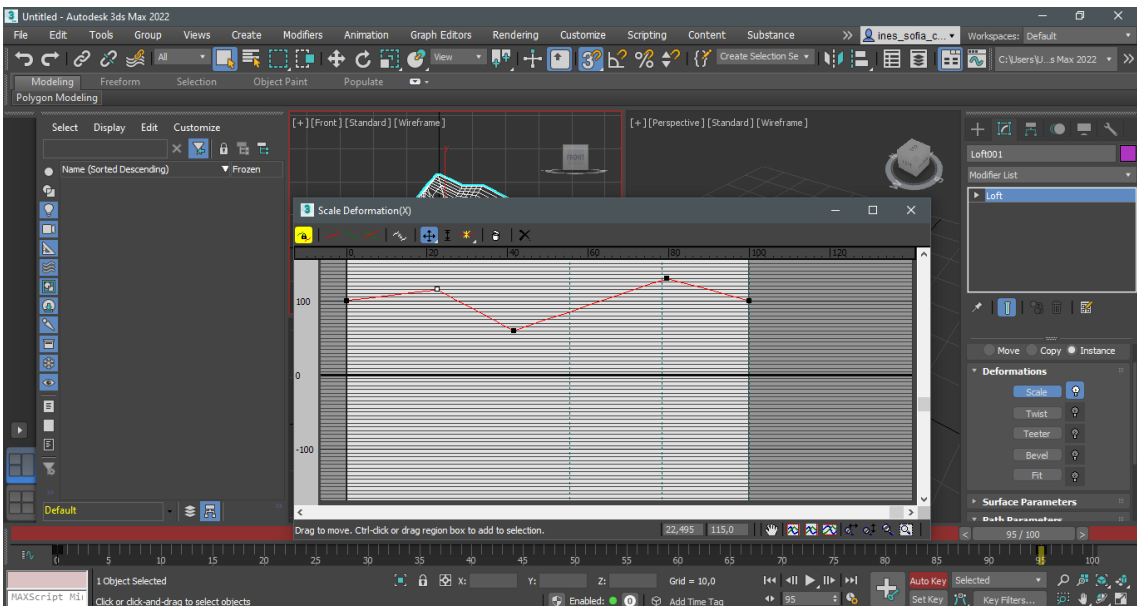 Untitled - Autodesk 3ds Max 2022
File Edit Tools Group Views Create Modifiers Animation Graph Editors Rendering Customize Scripting Content Substance ines_sofia_c... Workspaces: Default
All View Create Selection Se C:\Users\U...s Max 2022
Modeling Freeform Selection Object Paint Populate
Polygon Modeling
Select Display Edit Customize
Name (Sorted Descending) Frozen
[+][Front][Standard][Wireframe]
FRONT
[+][Perspective][Standard][Wireframe]
Loft001
Modifier List
Loft
Scale Deformation(X)
0 20 40 60 80 100 120
100
0
-100
Move Copy Instance
Deformations
Scale
Twist
Teeter
Bevel
Fit
Surface Parameters
Path Parameters
Default
Drag to move. Ctrl-click or drag region box to add to selection. 22,495 115,0
95 / 100
0 5 10 15 20 25 30 35 40 45 50 55 60 65 70 75 80 85 90 95 100
1 Object Selected X: Y: Z: Grid = 10,0 Auto Key Selected
MAXScript Mi Click or click-and-drag to select objects Enabled: 0 Add Time Tag 95 Set Key Key Filters...